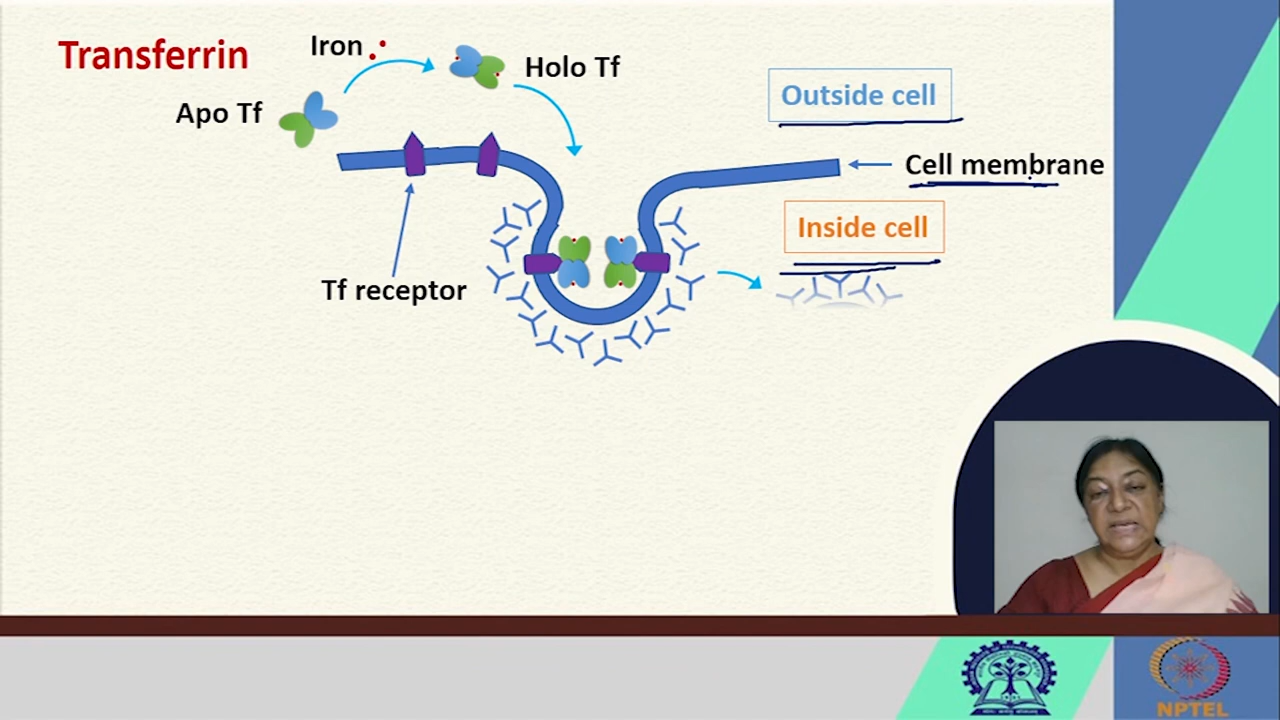 Transferrin
Iron
Holo Tf
Apo Tf
Outside cell
Cell membrane
Inside cell
Tf receptor
NPTEL